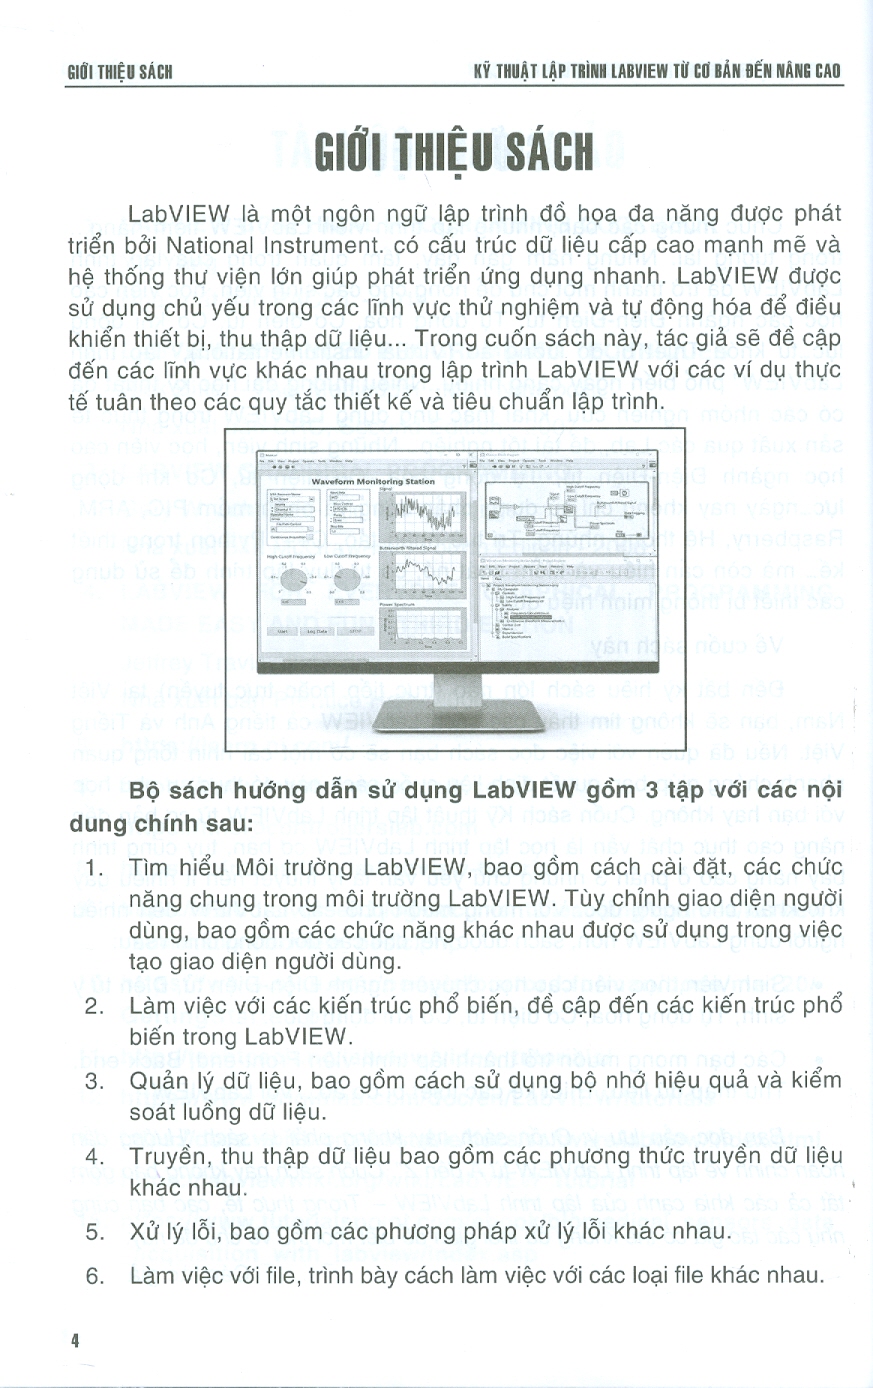 GIỚI THIỆU SÁCH
KỸ THUẬT LẬP TRÌNH LABVIEW TỪ CƠ BẢN ĐẾN NÂNG CAO
GIỚI THIỆU SÁCH
LabVIEW là một ngôn ngữ lập trình đồ họa đa năng được phát
triển bởi National Instrument. có cấu trúc dữ liệu cấp cao mạnh mẽ và
hệ thống thư viện lớn giúp phát triển ứng dụng nhanh. LabVIEW được
sử dụng chủ yếu trong các lĩnh vực thử nghiệm và tự động hóa để điều
khiển thiết bị, thu thập dữ liệu... Trong cuốn sách này, tác giả sẽ đề cập
đến các lĩnh vực khác nhau trong lập trình LabVIEW với các ví dụ thực
tế tuân theo các quy tắc thiết kế và tiêu chuẩn lập trình.
Waveform Monitoring Station
High Cutoff Frequency
Low Cutoff Frequency
Butterworth Filtered Signal
Power Spectrum
Start
Log Data
Bộ sách hướng dẫn sử dụng LabVIEW gồm 3 tập với các nội
dung chính sau:
1. Tìm hiểu Môi trường LabVIEW, bao gồm cách cài đặt, các chức
năng chung trong môi trường LabVIEW. Tùy chỉnh giao diện người
dùng, bao gồm các chức năng khác nhau được sử dụng trong việc
tạo giao diện người dùng.
2. Làm việc với các kiến trúc phổ biến, đề cập đến các kiến trúc phổ
biến trong LabVIEW.
3. Quản lý dữ liệu, bao gồm cách sử dụng bộ nhớ hiệu quả và kiểm
soát luồng dữ liệu.
4. Truyền, thu thập dữ liệu bao gồm các phương thức truyền dữ liệu
khác nhau.
5. Xử lý lỗi, bao gồm các phương pháp xử lý lỗi khác nhau.
6. Làm việc với file, trình bày cách làm việc với các loại file khác nhau.
4